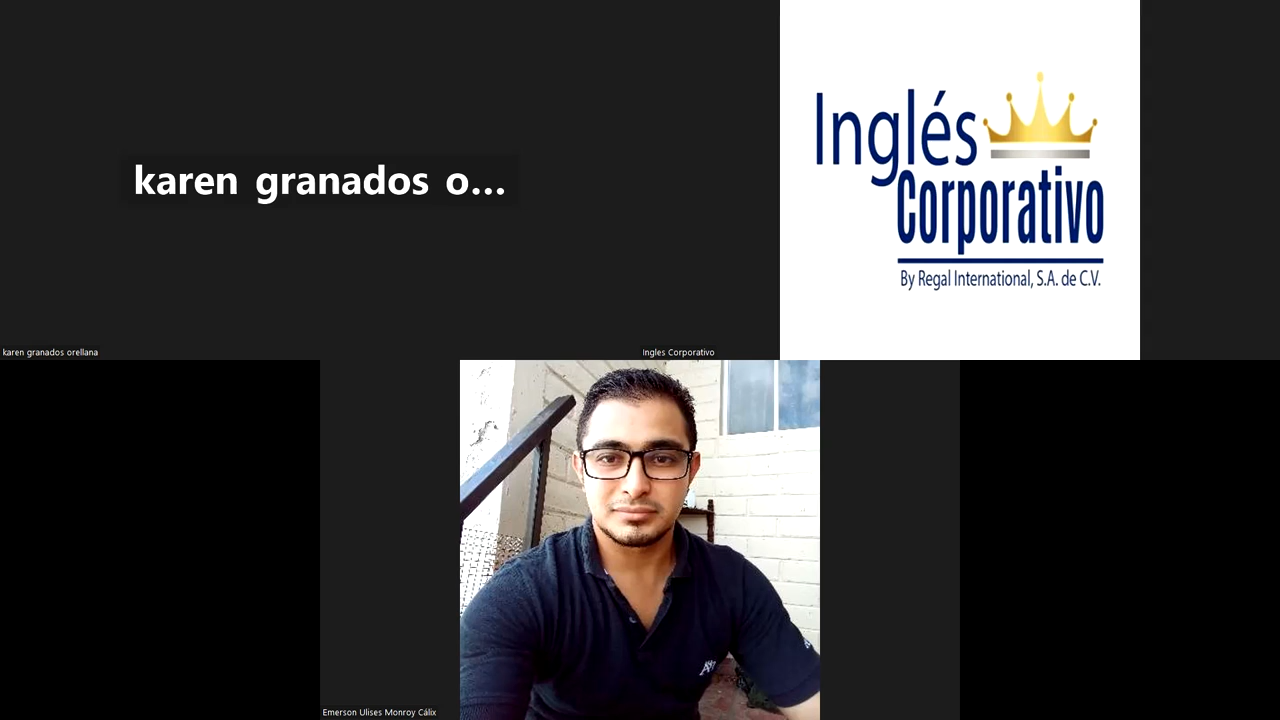 karen granados o...
Inglés
Corporativo
By Regal International, S.A. de C.V.
karen granados orellana
Ingles Corporativo
Emerson Ulises Monroy Cálix